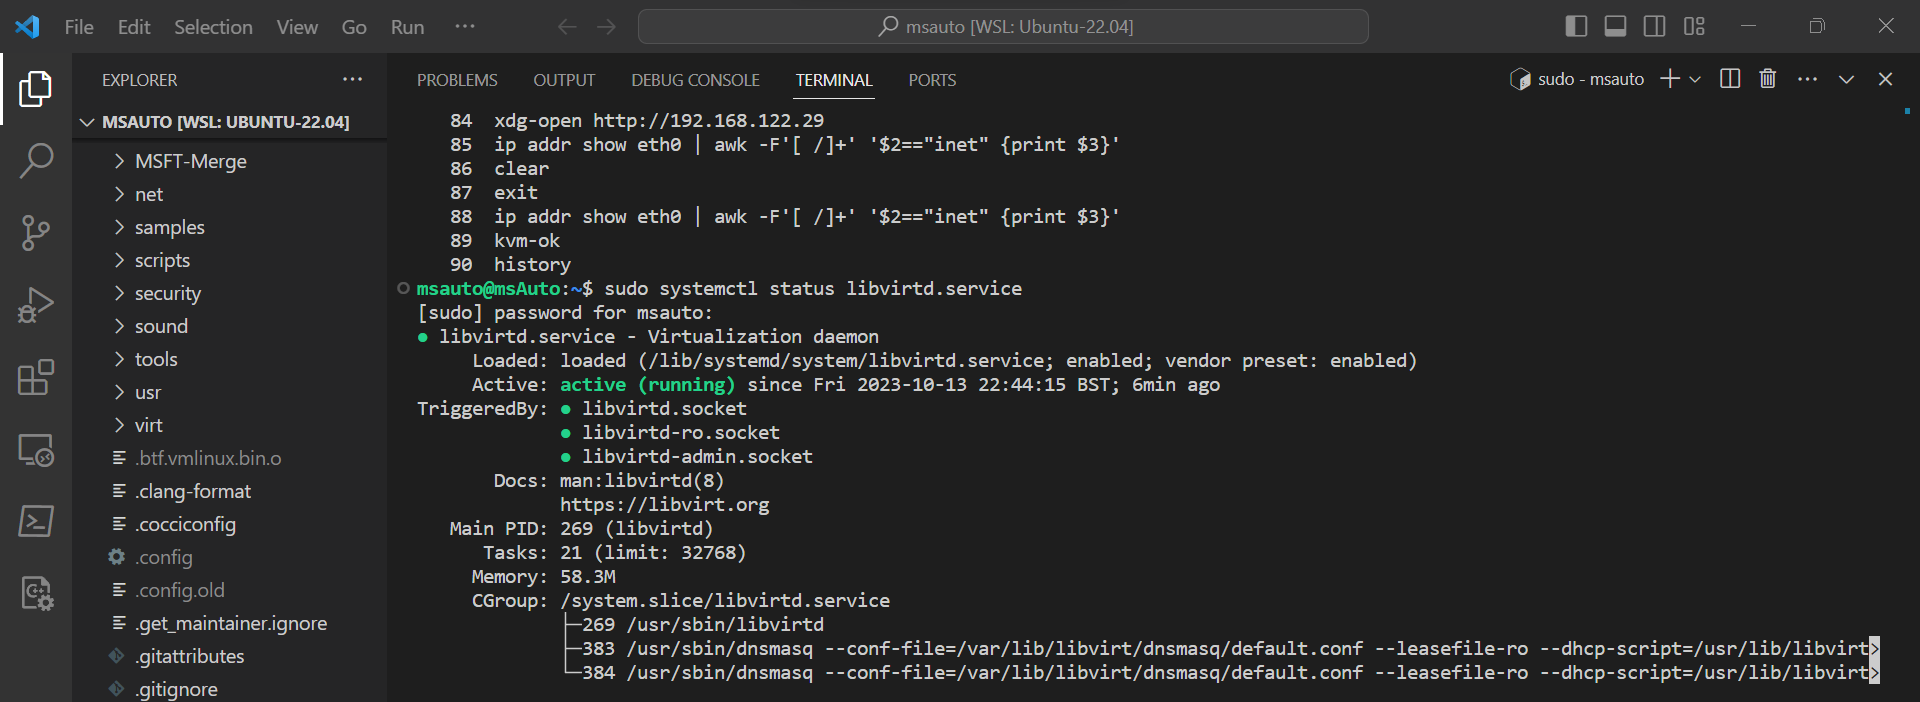 File Edit Selection View Go Run ··· msauto [WSL: Ubuntu-22.04]
EXPLORER ···
MSAUTO [WSL: UBUNTU-22.04]
MSFT-Merge
net
samples
scripts
security
sound
tools
usr
virt
.btf.vmlinux.bin.o
.clang-format
.cocciconfig
.config
.config.old
.get_maintainer.ignore
.gitattributes
.gitignore
PROBLEMS OUTPUT DEBUG CONSOLE TERMINAL PORTS sudo - msauto
84 xdg-open http://192.168.122.29
85 ip addr show eth0 | awk -F'[ /]+' '$2=="inet" {print $3}'
86 clear
87 exit
88 ip addr show eth0 | awk -F'[ /]+' '$2=="inet" {print $3}'
89 kvm-ok
90 history
msauto@msAuto:~$ sudo systemctl status libvirtd.service
[sudo] password for msauto:
● libvirtd.service - Virtualization daemon
Loaded: loaded (/lib/systemd/system/libvirtd.service; enabled; vendor preset: enabled)
Active: active (running) since Fri 2023-10-13 22:44:15 BST; 6min ago
TriggeredBy: ● libvirtd.socket
● libvirtd-ro.socket
● libvirtd-admin.socket
Docs: man:libvirtd(8)
https://libvirt.org
Main PID: 269 (libvirtd)
Tasks: 21 (limit: 32768)
Memory: 58.3M
CGroup: /system.slice/libvirtd.service
├─269 /usr/sbin/libvirtd
├─383 /usr/sbin/dnsmasq --conf-file=/var/lib/libvirt/dnsmasq/default.conf --leasefile-ro --dhcp-script=/usr/lib/libvirt>
└─384 /usr/sbin/dnsmasq --conf-file=/var/lib/libvirt/dnsmasq/default.conf --leasefile-ro --dhcp-script=/usr/lib/libvirt>